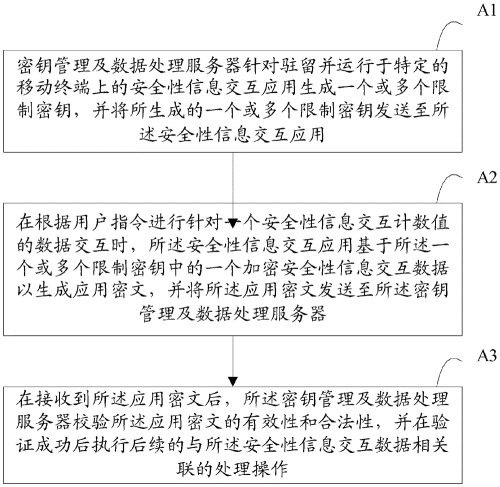 A1
密钥管理及数据处理服务器针对驻留并运行于特定的
移动终端上的安全性信息交互应用生成一个或多个限
制密钥，并将所生成的一个或多个限制密钥发送至所
述安全性信息交互应用
A2
在根据用户指令进行针对一个安全性信息交互计数值
的数据交互时，所述安全性信息交互应用基于所述一
个或多个限制密钥中的一个加密安全性信息交互数据
以生成应用密文，并将所述应用密文发送至所述密钥
管理及数据处理服务器
A3
在接收到所述应用密文后，所述密钥管理及数据处理
服务器校验所述应用密文的有效性和合法性，并在验
证成功后执行后续的与所述安全性信息交互数据相关
联的处理操作